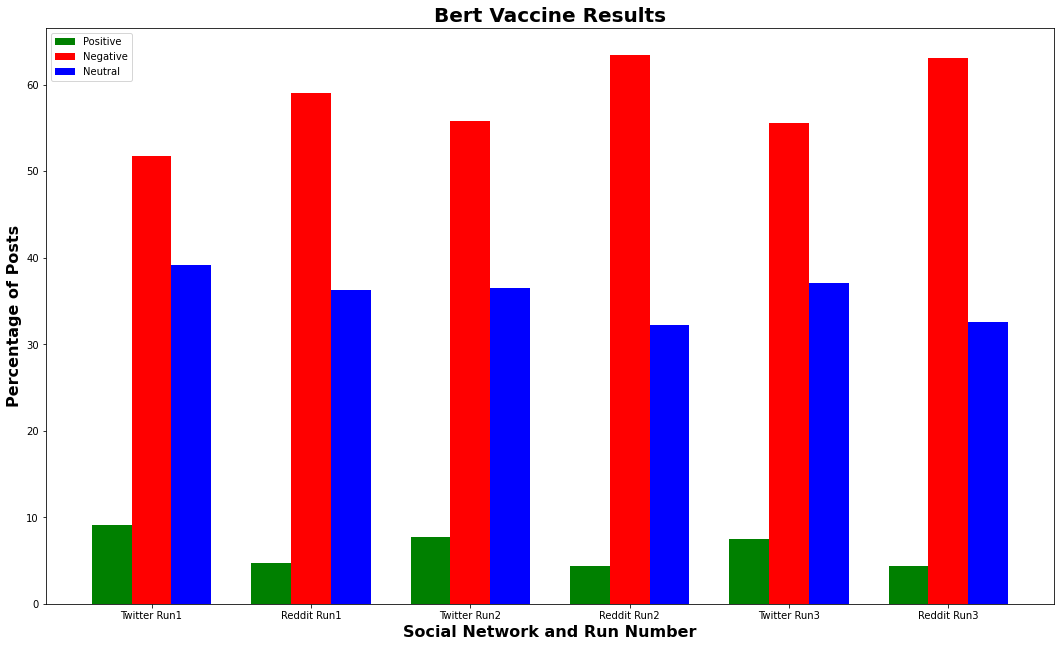 Bert Vaccine Results
Positive
Negative
Neutral
Percentage of Posts
60
50
40
30
20
10
0
Twitter Run1 Reddit Run1 Twitter Run2 Reddit Run2 Twitter Run3 Reddit Run3
Social Network and Run Number